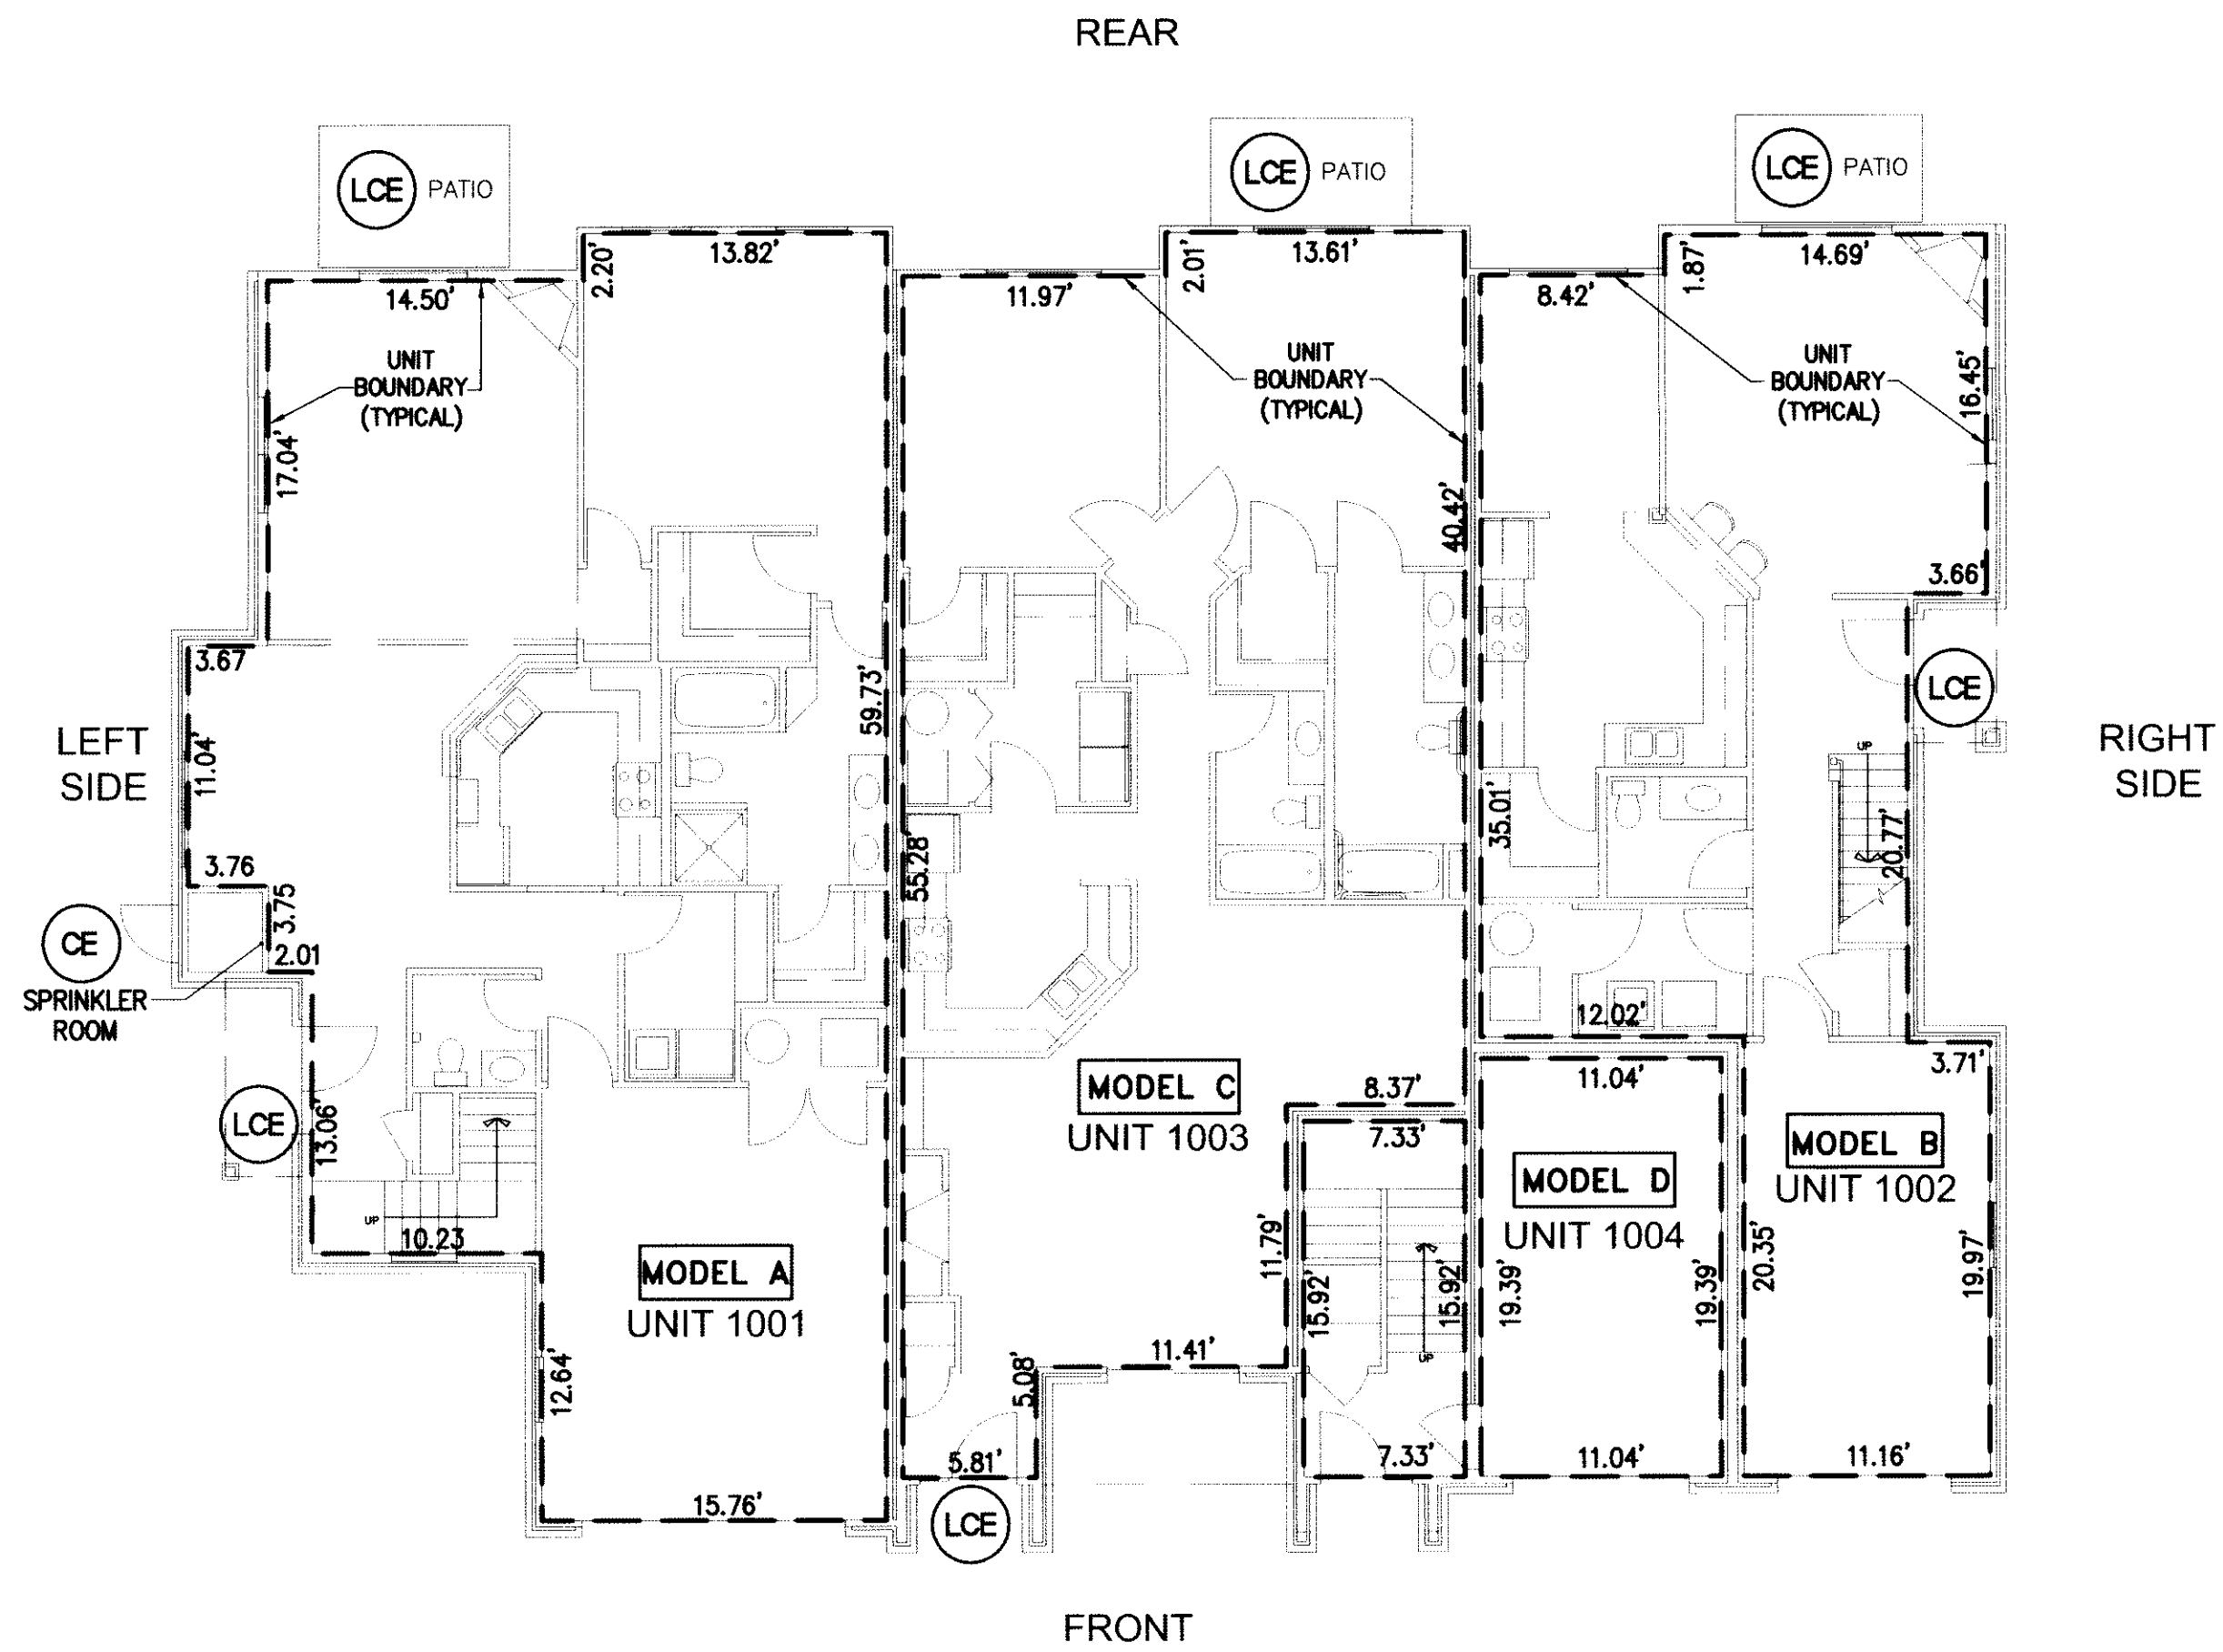 REAR
LCE PATIO
LCE PATIO
LCE PATIO
13.82'
2.20'
14.50'
13.61'
2.01'
11.97'
14.69'
1.87'
8.42'
UNIT
BOUNDARY
(TYPICAL)
UNIT
BOUNDARY
(TYPICAL)
UNIT
BOUNDARY
(TYPICAL)
17.04'
40.42'
16.45'
3.66'
3.67
59.73'
LCE
LEFT
SIDE
11.04'
RIGHT
SIDE
UP
35.01'
20.77'
55.28'
3.76
3.75
CE
2.01
SPRINKLER
ROOM
12.02'
3.71'
LCE
13.06'
MODEL C
UNIT 1003
8.37'
7.33'
11.04'
MODEL B
UNIT 1002
MODEL D
UNIT 1004
UP
10.23
MODEL A
UNIT 1001
11.79'
15.92'
15.92'
19.39'
19.39'
20.35'
19.97'
UP
12.64'
11.41'
5.08'
5.81'
7.33'
11.04'
11.16'
15.76'
LCE
FRONT